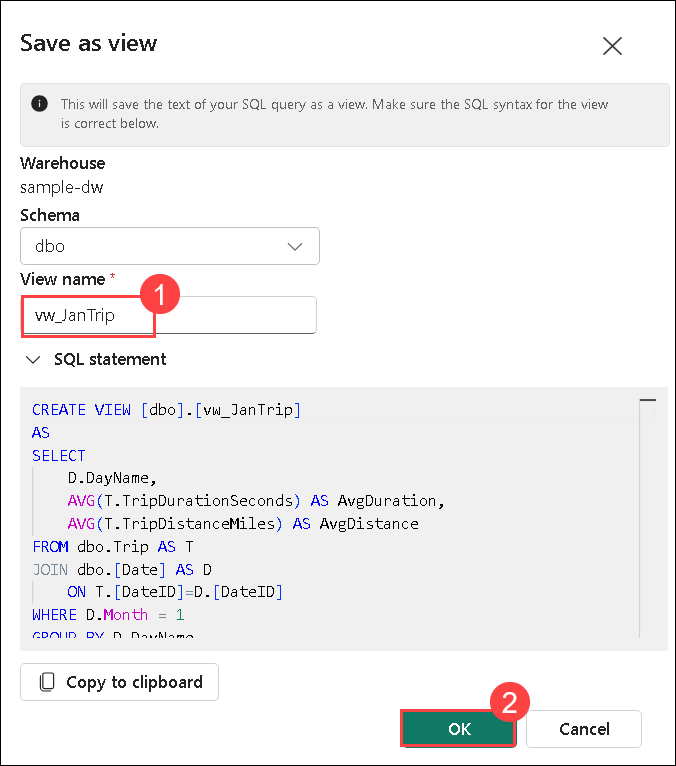 Save as view
This will save the text of your SQL query as a view. Make sure the SQL syntax for the view
is correct below.
Warehouse
sample-dw
Schema
dbo
View name *
1
vw_JanTrip
SQL statement
CREATE VIEW [dbo].[vw_JanTrip]
AS
SELECT
D.DayName,
AVG(T.TripDurationSeconds) AS AvgDuration,
AVG(T.TripDistanceMiles) AS AvgDistance
FROM dbo.Trip AS T
JOIN dbo.[Date] AS D
ON T.[DateID]=D.[DateID]
WHERE D.Month = 1
GROUP BY D.DayName
Copy to clipboard
2
OK
Cancel